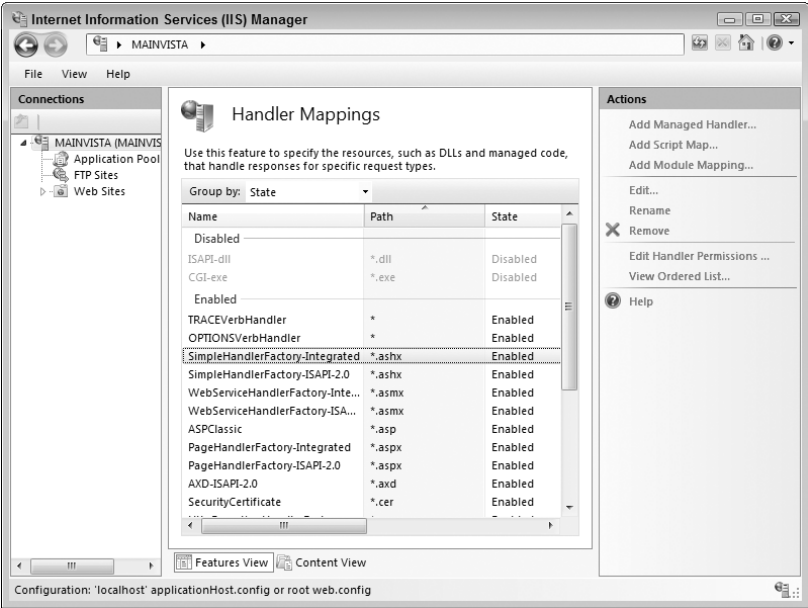 Internet Information Services (IIS) Manager
MAINVISTA
File View Help
Connections
MAINVISTA (MAINVIS
Application Pool
FTP Sites
Web Sites
Handler Mappings
Use this feature to specify the resources, such as DLLs and managed code,
that handle responses for specific request types.
Group by: State
Name Path State
Disabled
ISAPI-dll *.dll Disabled
CGI-exe *.exe Disabled
Enabled
TRACEVerbHandler * Enabled
OPTIONSVerbHandler * Enabled
SimpleHandlerFactory-Integrated *.ashx Enabled
SimpleHandlerFactory-ISAPI-2.0 *.ashx Enabled
WebServiceHandlerFactory-Inte... *.asmx Enabled
WebServiceHandlerFactory-ISA... *.asmx Enabled
ASPClassic *.asp Enabled
PageHandlerFactory-Integrated *.aspx Enabled
PageHandlerFactory-ISAPI-2.0 *.aspx Enabled
AXD-ISAPI-2.0 *.axd Enabled
SecurityCertificate *.cer Enabled
Features View Content View
Actions
Add Managed Handler...
Add Script Map...
Add Module Mapping...
Edit...
Rename
Remove
Edit Handler Permissions ...
View Ordered List...
Help
Configuration: 'localhost' applicationHost.config or root web.config